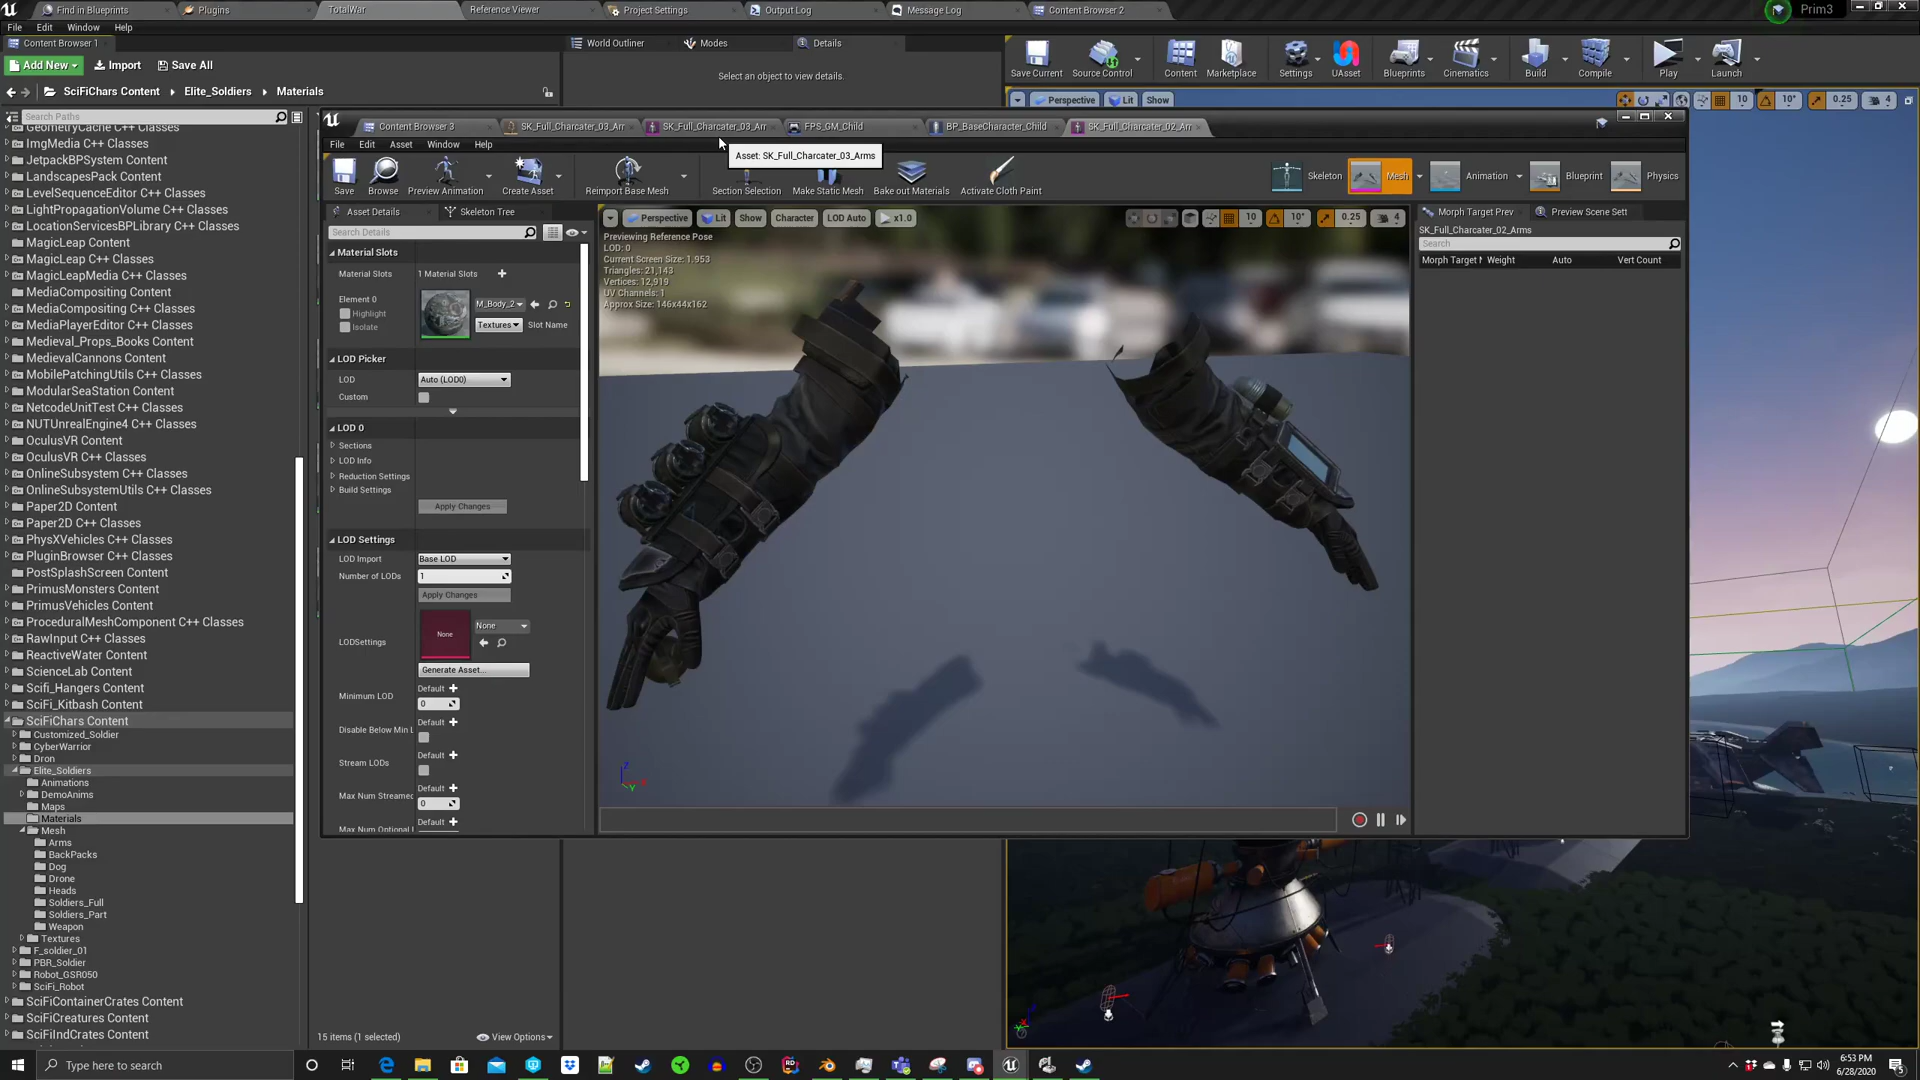 Find in Blueprints
Plugins
TotalWar
Reference Viewer
Project Settings
Output Log
Message Log
Content Browser 2
Prim3
File Edit Window Help
Content Browser 1
World Outliner
Modes
Details
Add New
Import
Save All
Select an object to view details.
Save Current
Source Control
Content
Marketplace
Settings
UAsset
Blueprints
Cinematics
Build
Compile
Play
Launch
SciFiChars Content
Elite_Soldiers
Materials
Perspective
Lit
Show
10
10°
0.25
4
Search Paths
GeometryCache C++ Classes
ImgMedia C++ Classes
JetpackBPSystem Content
LandscapesPack Content
LevelSequenceEditor C++ Classes
LightPropagationVolume C++ Classes
LocationServicesBPLibrary C++ Classes
MagicLeap Content
MagicLeap C++ Classes
MagicLeapMedia C++ Classes
MediaCompositing Content
MediaCompositing C++ Classes
MediaPlayerEditor C++ Classes
Medieval_Props_Books Content
MedievalCannons Content
MobilePatchingUtils C++ Classes
ModularSeaStation Content
NetcodeUnitTest C++ Classes
NUTUnrealEngine4 C++ Classes
OculusVR Content
OculusVR C++ Classes
OnlineSubsystem C++ Classes
OnlineSubsystemUtils C++ Classes
Paper2D Content
Paper2D C++ Classes
PhysXVehicles C++ Classes
PluginBrowser C++ Classes
PostSplashScreen Content
PrimusMonsters Content
PrimusVehicles Content
ProceduralMeshComponent C++ Classes
RawInput C++ Classes
ReactiveWater Content
ScienceLab Content
Scifi_Hangers Content
SciFi_Kitbash Content
SciFiChars Content
Customized_Soldier
CyberWarrior
Dron
Elite_Soldiers
Animations
DemoAnims
Maps
Materials
Mesh
Arms
BackPacks
Dog
Drone
Heads
Soldiers_Full
Soldiers_Part
Weapon
Textures
F_soldier_01
PBR_Soldier
Robot_GSR050
SciFi_Robot
SciFiContainerCrates Content
SciFiCreatures Content
SciFiIndCrates Content
15 items (1 selected)
View Options
Content Browser 3
SK_Full_Charcater_03_Arr
SK_Full_Charcater_03_Arr
FPS_GM_Child
BP_BaseCharacter_Child
SK_Full_Charcater_02_Arr
File Edit Asset Window Help
Asset: SK_Full_Charcater_03_Arms
Save
Browse
Preview Animation
Create Asset
Reimport Base Mesh
Section Selection
Make Static Mesh
Bake out Materials
Activate Cloth Paint
Skeleton
Mesh
Animation
Blueprint
Physics
Asset Details
Skeleton Tree
Search Details
Material Slots
Material Slots
1 Material Slots
Element 0
Highlight
Isolate
M_Body_2
Textures
Slot Name
LOD Picker
LOD
Auto (LOD0)
Custom
LOD 0
Sections
LOD Info
Reduction Settings
Build Settings
Apply Changes
LOD Settings
LOD Import
Base LOD
Number of LODs
1
Apply Changes
LODSettings
None
None
Generate Asset...
Minimum LOD
Default
0
Disable Below Min L
Default
Stream LODs
Default
Max Num Streamed
Default
0
Max Num Optional
Default
Perspective
Lit
Show
Character
LOD Auto
x1.0
10
10°
0.25
4
Previewing Reference Pose
LOD: 0
Current Screen Size: 1.953
Triangles: 21,143
Vertices: 12,919
UV Channels: 1
Approx Size: 146x44x162
Z
Y
Morph Target Prev
Preview Scene Sett
SK_Full_Charcater_02_Arms
Search
Morph Target
Weight
Auto
Vert Count
Type here to search
6:53 PM
6/28/2020